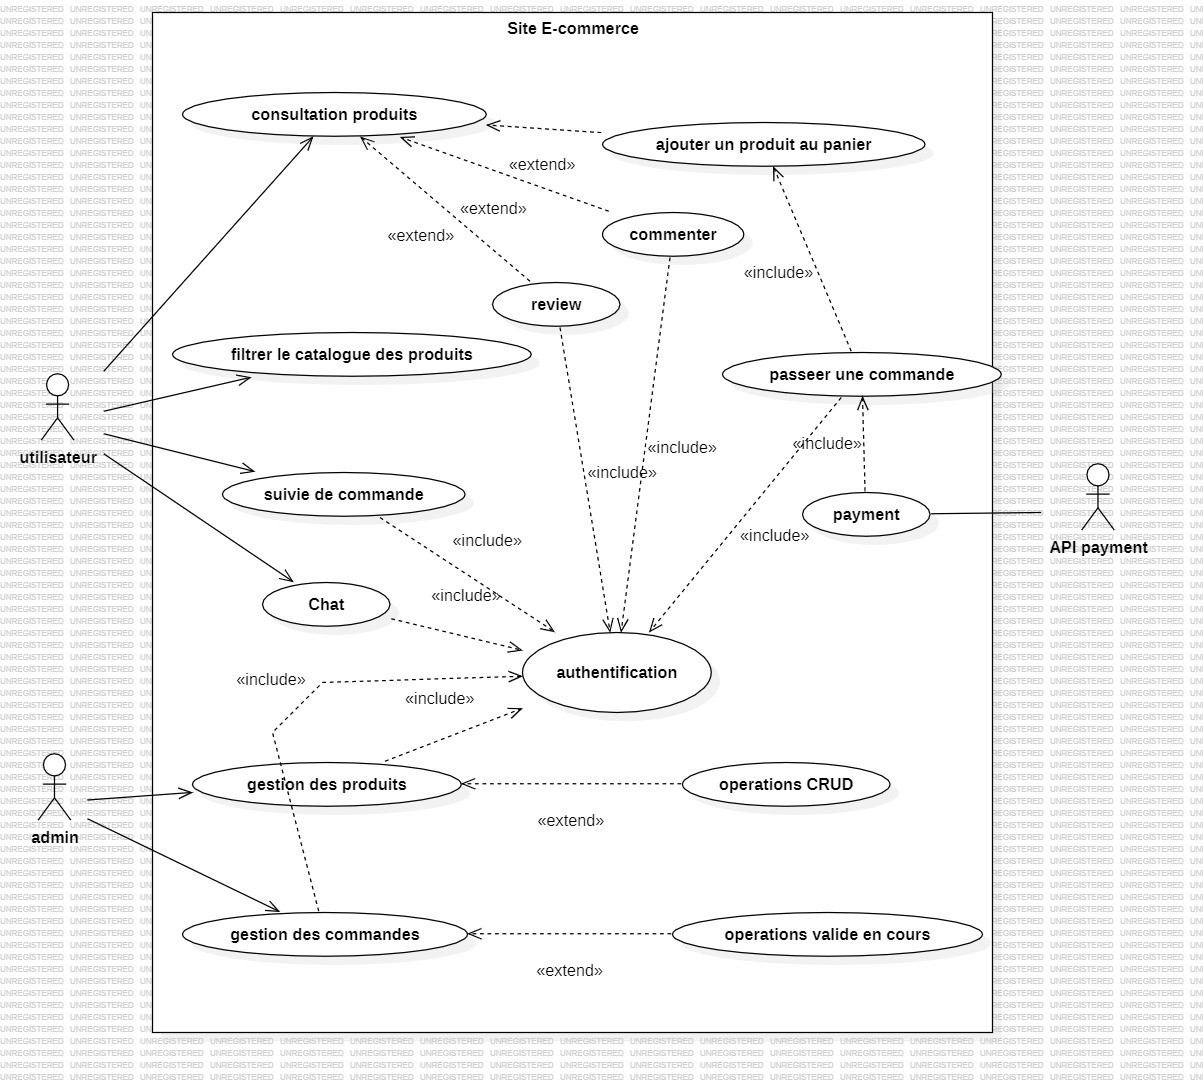 Site E-commerce
consultation produits
ajouter un produit au panier
«extend»
«extend»
«extend»
commenter
«include»
review
filtrer le catalogue des produits
passeer une commande
utilisateur
«include»
«include»
«include»
suivie de commande
payment
API payment
«include»
«include»
«include»
Chat
authentification
«include»
«include»
gestion des produits
operations CRUD
«extend»
admin
gestion des commandes
operations valide en cours
«extend»
UNREGISTERED